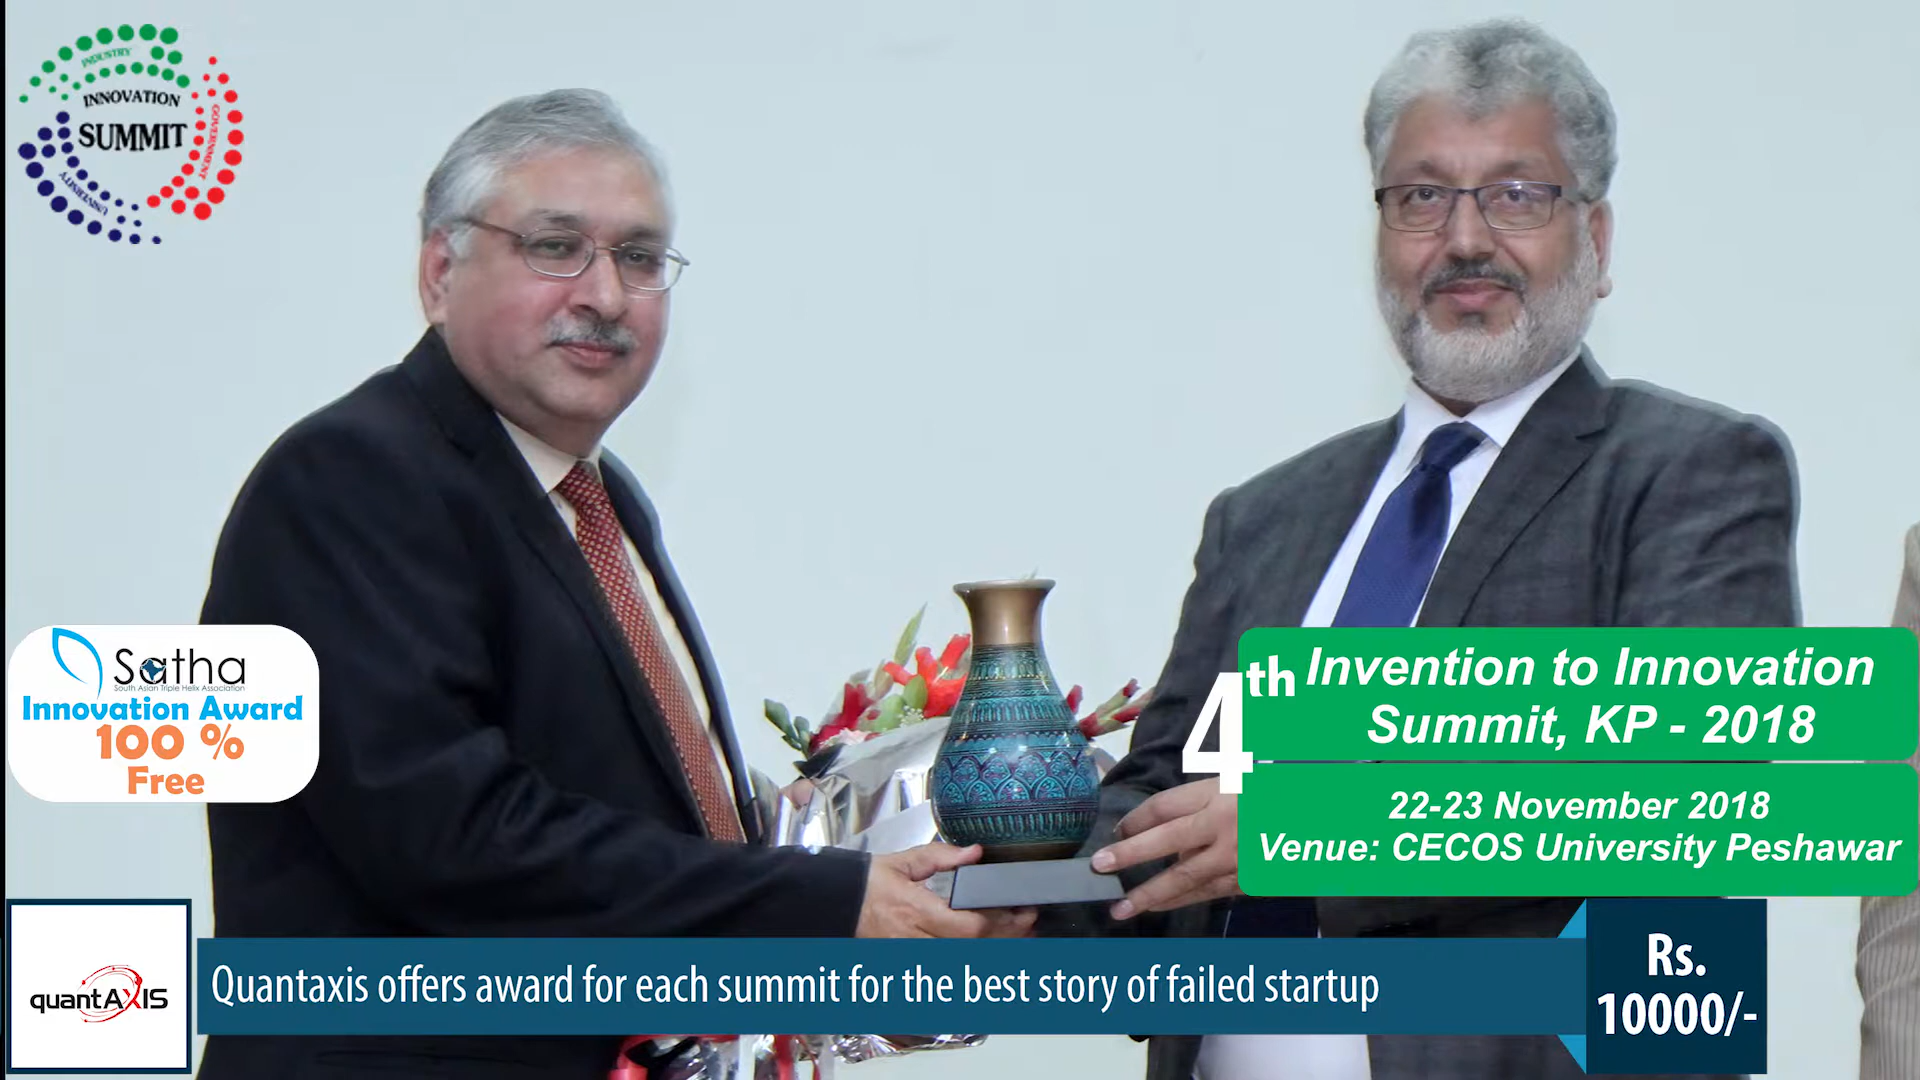 INDUSTRY
INNOVATION
SUMMIT
GOVERNMENT
UNIVERSITY
Satha
South Asian Triple Helix Association
Innovation Award
100 %
Free
4th Invention to Innovation
Summit, KP - 2018
22-23 November 2018
Venue: CECOS University Peshawar
quantAXIS
Quantaxis offers award for each summit for the best story of failed startup
Rs.
10000/-